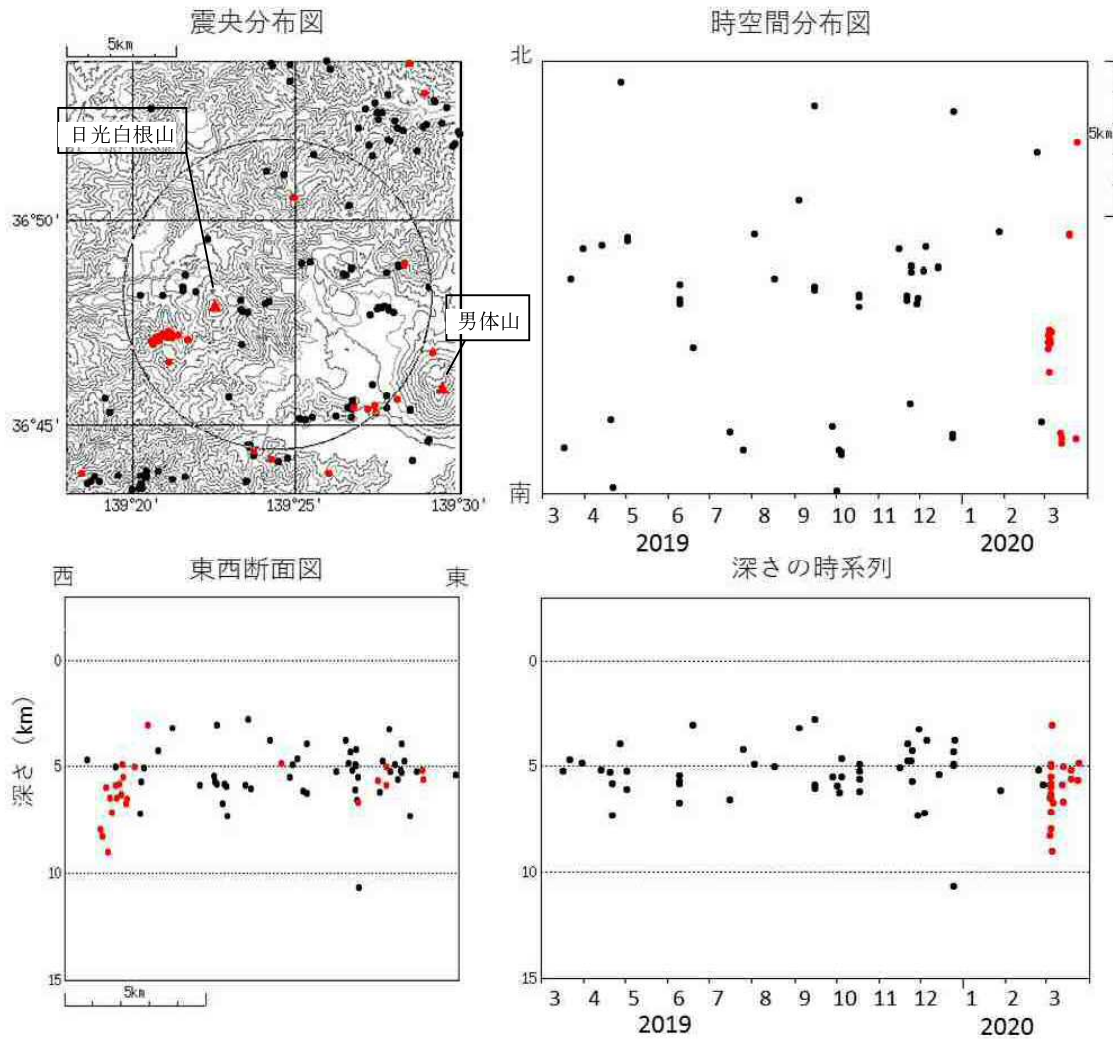 震央分布図
5km
日光白根山
男体山
36°50'
36°45'
139°20'
139°25'
139°30'
時空間分布図
北
南
5km
3 4 5 6 7 8 9 10 11 12 1 2 3
2019 2020
東西断面図
西 東
深さ（km）
0
5
10
15
5km
深さの時系列
0
5
10
15
3 4 5 6 7 8 9 10 11 12 1 2 3
2019 2020